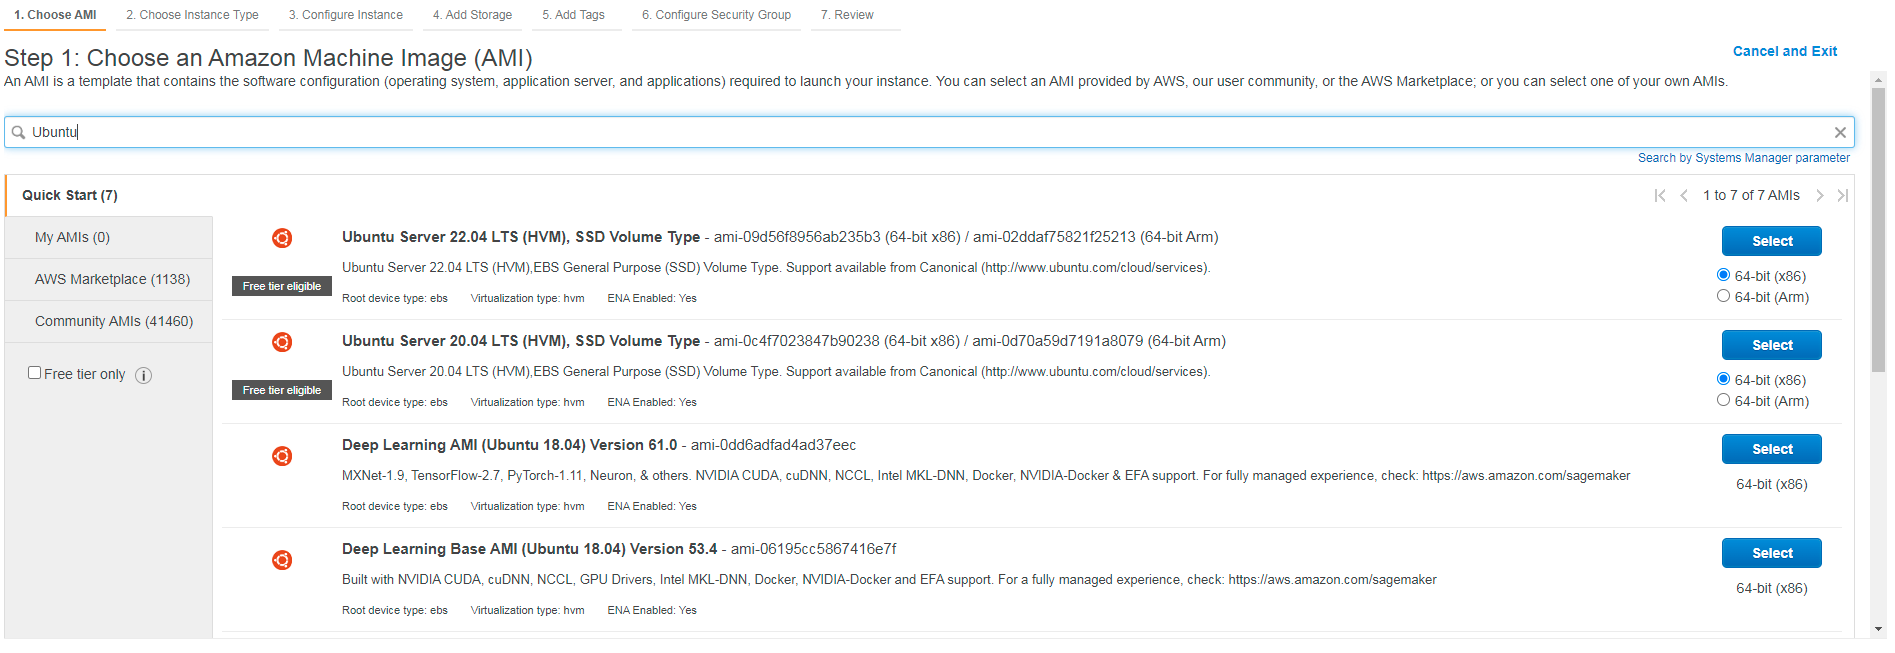 1. Choose AMI 2. Choose Instance Type 3. Configure Instance 4. Add Storage 5. Add Tags 6. Configure Security Group 7. Review
Step 1: Choose an Amazon Machine Image (AMI)
Cancel and Exit
An AMI is a template that contains the software configuration (operating system, application server, and applications) required to launch your instance. You can select an AMI provided by AWS, our user community, or the AWS Marketplace; or you can select one of your own AMIs.
Ubuntu
Search by Systems Manager parameter
Quick Start (7)
1 to 7 of 7 AMIs
My AMIs (0)
AWS Marketplace (1138)
Community AMIs (41460)
Free tier only
Ubuntu Server 22.04 LTS (HVM), SSD Volume Type - ami-09d56f8956ab235b3 (64-bit x86) / ami-02ddaf75821f25213 (64-bit Arm)
Ubuntu Server 22.04 LTS (HVM),EBS General Purpose (SSD) Volume Type. Support available from Canonical (http://www.ubuntu.com/cloud/services).
Free tier eligible
Root device type: ebs Virtualization type: hvm ENA Enabled: Yes
Select
64-bit (x86)
64-bit (Arm)
Ubuntu Server 20.04 LTS (HVM), SSD Volume Type - ami-0c4f7023847b90238 (64-bit x86) / ami-0d70a59d7191a8079 (64-bit Arm)
Ubuntu Server 20.04 LTS (HVM),EBS General Purpose (SSD) Volume Type. Support available from Canonical (http://www.ubuntu.com/cloud/services).
Free tier eligible
Root device type: ebs Virtualization type: hvm ENA Enabled: Yes
Select
64-bit (x86)
64-bit (Arm)
Deep Learning AMI (Ubuntu 18.04) Version 61.0 - ami-0dd6adfad4ad37eec
MXNet-1.9, TensorFlow-2.7, PyTorch-1.11, Neuron, & others. NVIDIA CUDA, cuDNN, NCCL, Intel MKL-DNN, Docker, NVIDIA-Docker & EFA support. For fully managed experience, check: https://aws.amazon.com/sagemaker
Root device type: ebs Virtualization type: hvm ENA Enabled: Yes
Select
64-bit (x86)
Deep Learning Base AMI (Ubuntu 18.04) Version 53.4 - ami-06195cc5867416e7f
Built with NVIDIA CUDA, cuDNN, NCCL, GPU Drivers, Intel MKL-DNN, Docker, NVIDIA-Docker and EFA support. For a fully managed experience, check: https://aws.amazon.com/sagemaker
Root device type: ebs Virtualization type: hvm ENA Enabled: Yes
Select
64-bit (x86)